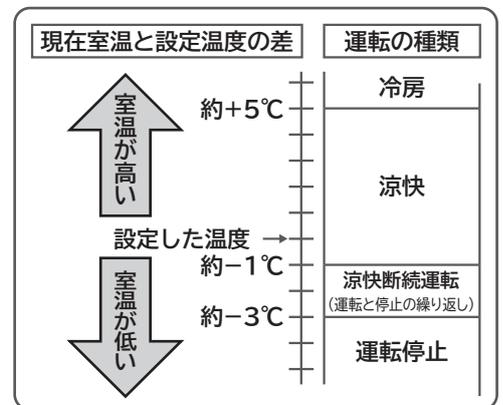 現在室温と設定温度の差
運転の種類
室温が高い
約+5℃
設定した温度 →
約−1℃
約−3℃
室温が低い
冷房
涼快
涼快断続運転
(運転と停止の繰り返し)
運転停止